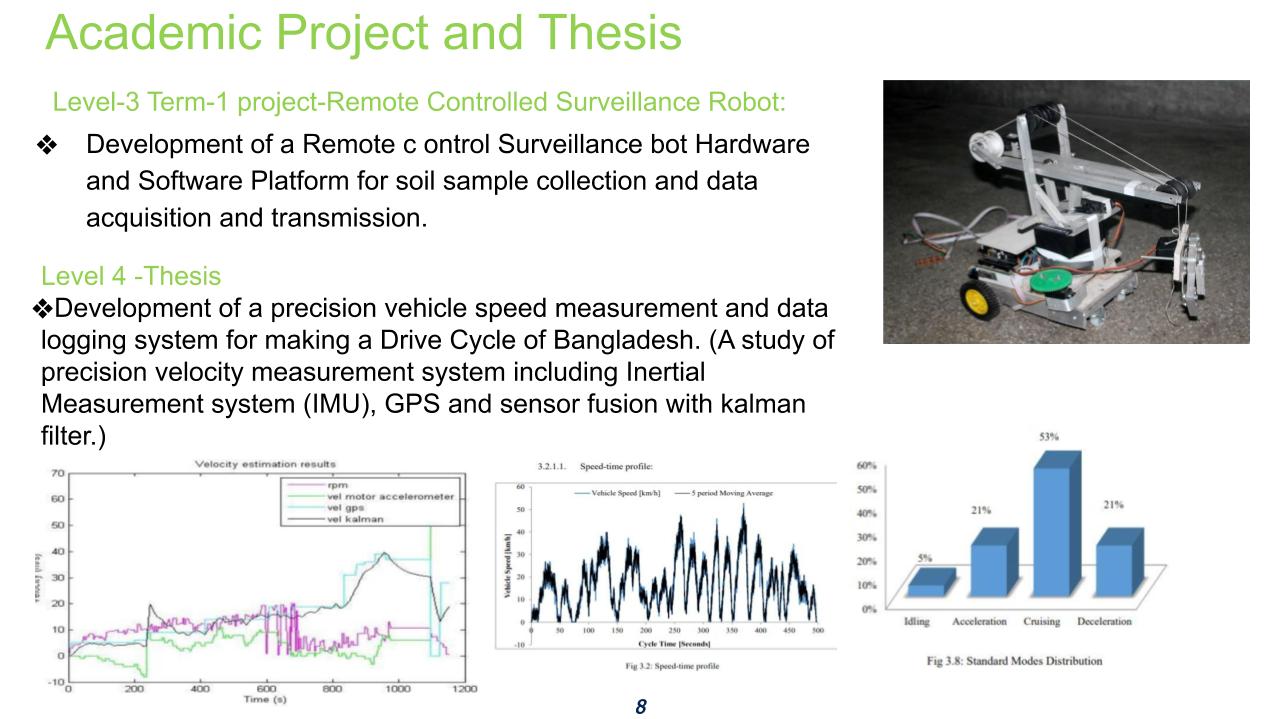 Academic Project and Thesis
Level-3 Term-1 project-Remote Controlled Surveillance Robot:
❖ Development of a Remote c ontrol Surveillance bot Hardware
and Software Platform for soil sample collection and data
acquisition and transmission.
Level 4 -Thesis
❖Development of a precision vehicle speed measurement and data
logging system for making a Drive Cycle of Bangladesh. (A study of
precision velocity measurement system including Inertial
Measurement system (IMU), GPS and sensor fusion with kalman
filter.)
Velocity estimation results
70
60
50
40
30
20
10
0
-10
rpm
vel motor accelerometer
vel gps
vel kalman
0 200 400 600 800 1000 1200
Time (s)
3.2.1.1. Speed-time profile:
Vehicle Speed [km/h] 5 period Moving Average
Vehicle Speed [km/h]
60
50
40
30
20
10
0
-10
0 50 100 150 200 250 300 350 400 450 500
Cycle Time [Seconds]
Fig 3.2: Speed-time profile
60%
50%
40%
30%
20%
10%
0%
5%
21%
53%
21%
Idling Acceleration Cruising Deceleration
Fig 3.8: Standard Modes Distribution
8